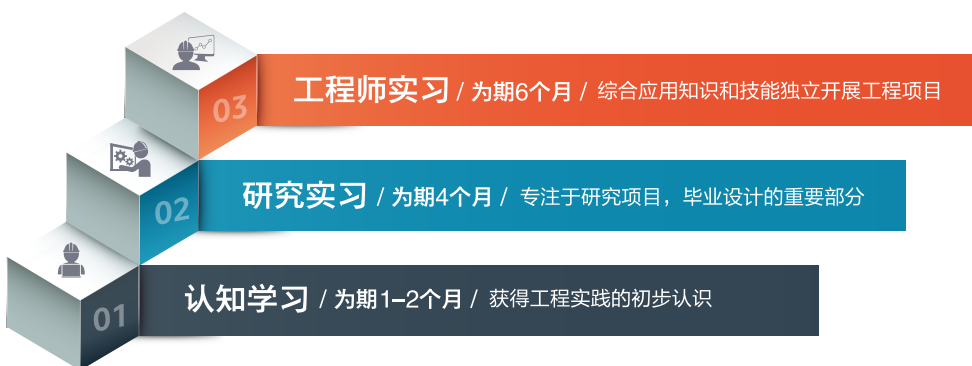 03
工程师实习 / 为期6个月 / 综合应用知识和技能独立开展工程项目
02
研究实习 / 为期4个月 / 专注于研究项目，毕业设计的重要部分
01
认知学习 / 为期1-2个月 / 获得工程实践的初步认识